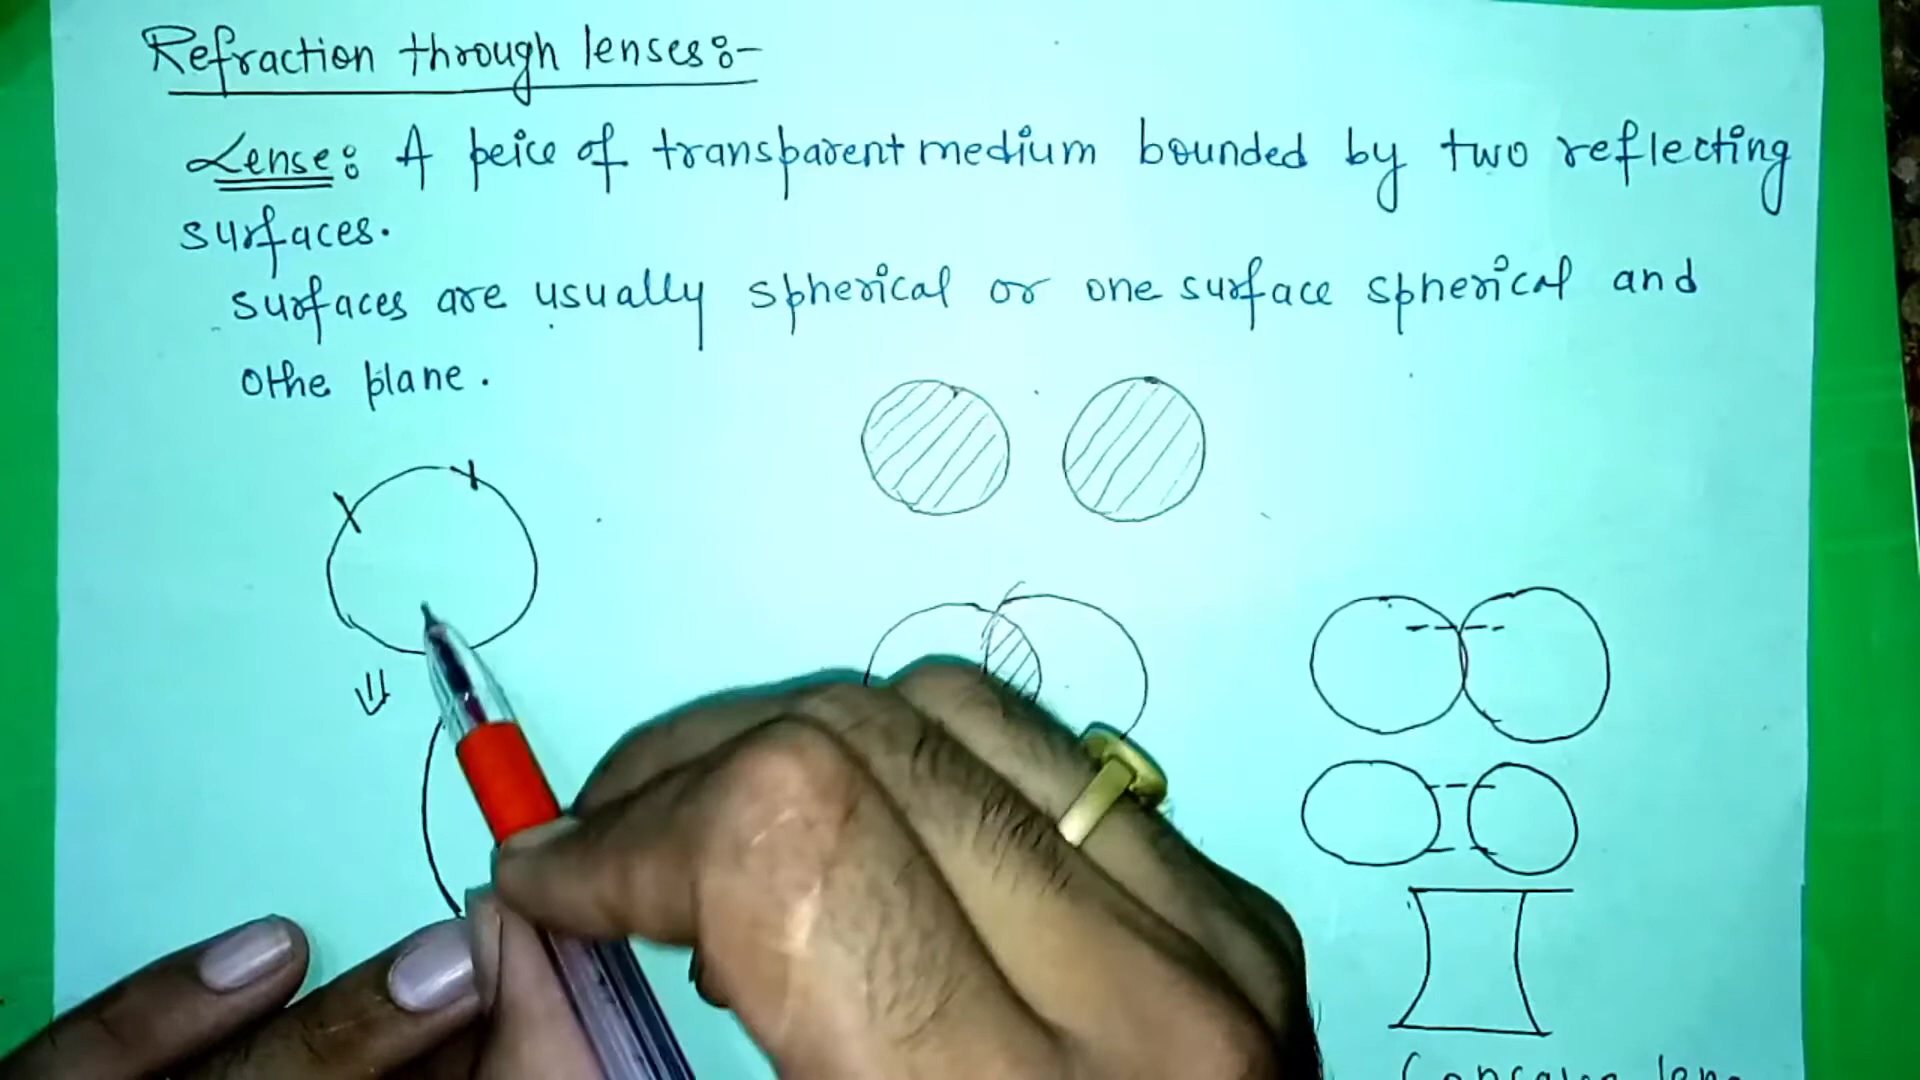 Refraction through lenses:-
Lense: A peice of transparent medium bounded by two reflecting
surfaces.
surfaces are usually spherical or one surface spherical and
othe plane.